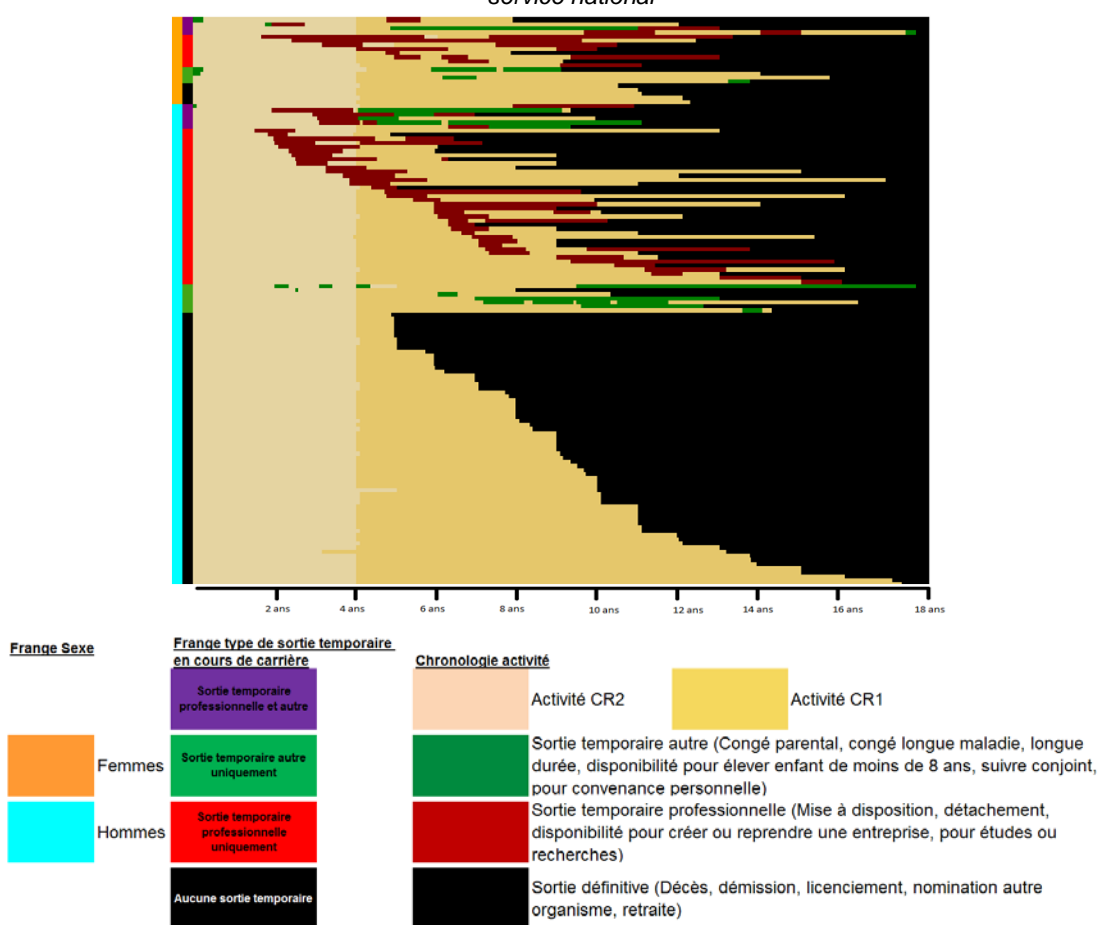 service national
2 ans
4 ans
6 ans
8 ans
10 ans
12 ans
14 ans
16 ans
18 ans
Frange Sexe
Femmes
Hommes
Frange type de sortie temporaire
en cours de carrière
Sortie temporaire
professionnelle et autre
Sortie temporaire autre
uniquement
Sortie temporaire
professionnelle
uniquement
Aucune sortie temporaire
Chronologie activité
Activité CR2
Activité CR1
Sortie temporaire autre (Congé parental, congé longue maladie, longue
durée, disponibilité pour élever enfant de moins de 8 ans, suivre conjoint,
pour convenance personnelle)
Sortie temporaire professionnelle (Mise à disposition, détachement,
disponibilité pour créer ou reprendre une entreprise, pour études ou
recherches)
Sortie définitive (Décès, démission, licenciement, nomination autre
organisme, retraite)